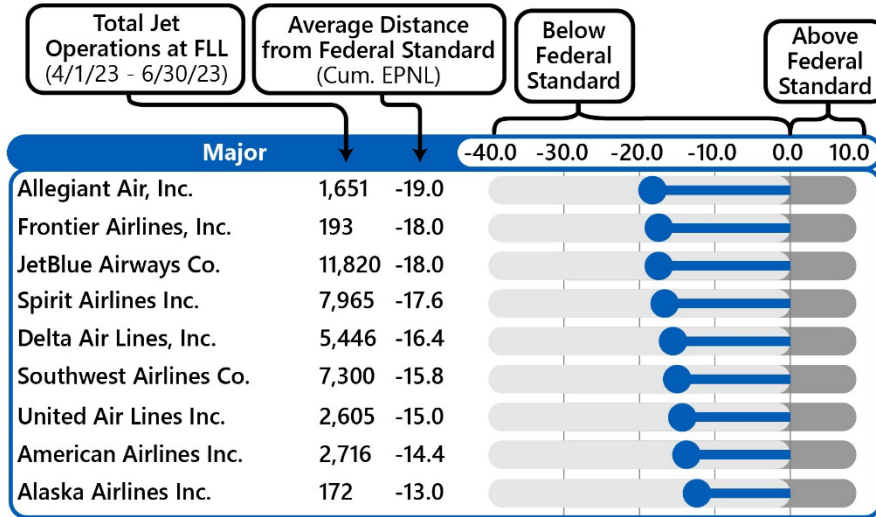 Total Jet
Operations at FLL
(4/1/23 - 6/30/23)
Average Distance
from Federal Standard
(Cum. EPNL)
Below
Federal
Standard
Above
Federal
Standard
Major -40.0 -30.0 -20.0 -10.0 0.0 10.0
Allegiant Air, Inc. 1,651 -19.0
Frontier Airlines, Inc. 193 -18.0
JetBlue Airways Co. 11,820 -18.0
Spirit Airlines Inc. 7,965 -17.6
Delta Air Lines, Inc. 5,446 -16.4
Southwest Airlines Co. 7,300 -15.8
United Air Lines Inc. 2,605 -15.0
American Airlines Inc. 2,716 -14.4
Alaska Airlines Inc. 172 -13.0